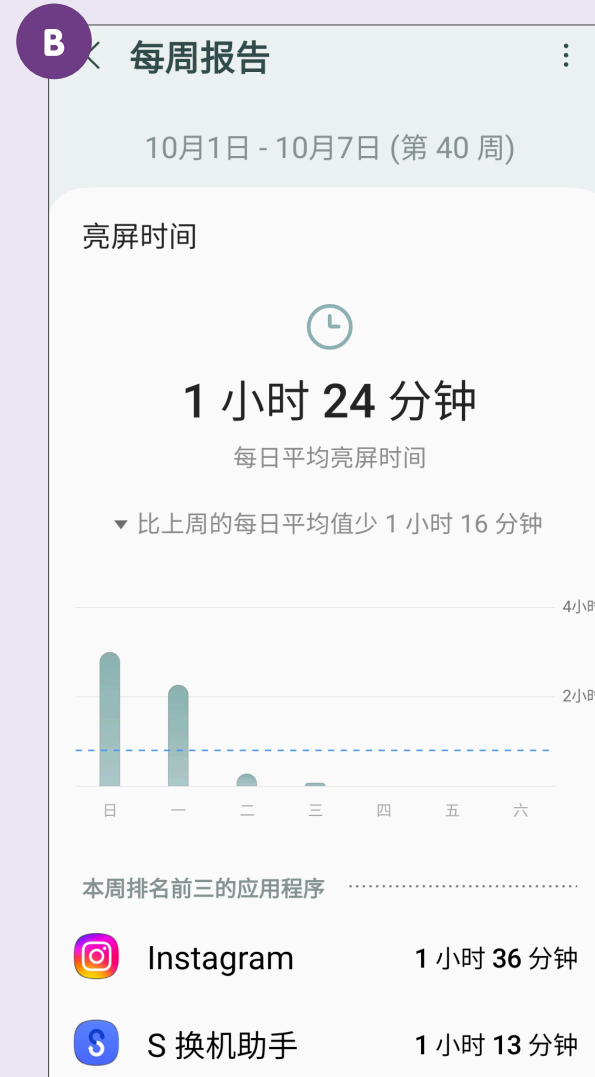 B
每周报告
10月1日 - 10月7日 (第 40 周)
亮屏时间
1 小时 24 分钟
每日平均亮屏时间
比上周的每日平均值少 1 小时 16 分钟
4小时
2小时
日 一 二 三 四 五 六
本周排名前三的应用程序
Instagram 1 小时 36 分钟
S 换机助手 1 小时 13 分钟